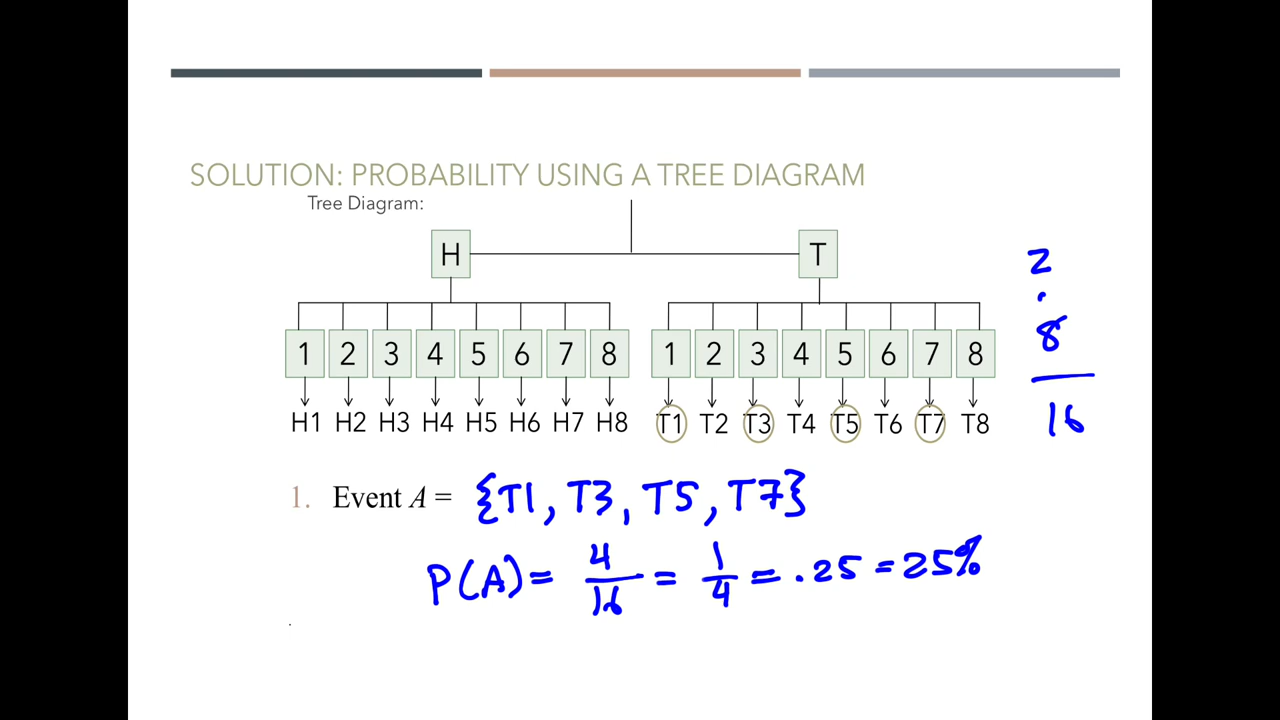 SOLUTION: PROBABILITY USING A TREE DIAGRAM
Tree Diagram:
H T
1 2 3 4 5 6 7 8 1 2 3 4 5 6 7 8
H1 H2 H3 H4 H5 H6 H7 H8 T1 T2 T3 T4 T5 T6 T7 T8
2
·
8
16
1. Event A = {T1, T3, T5, T7}
P(A) = 4/16 = 1/4 = .25 = 25%